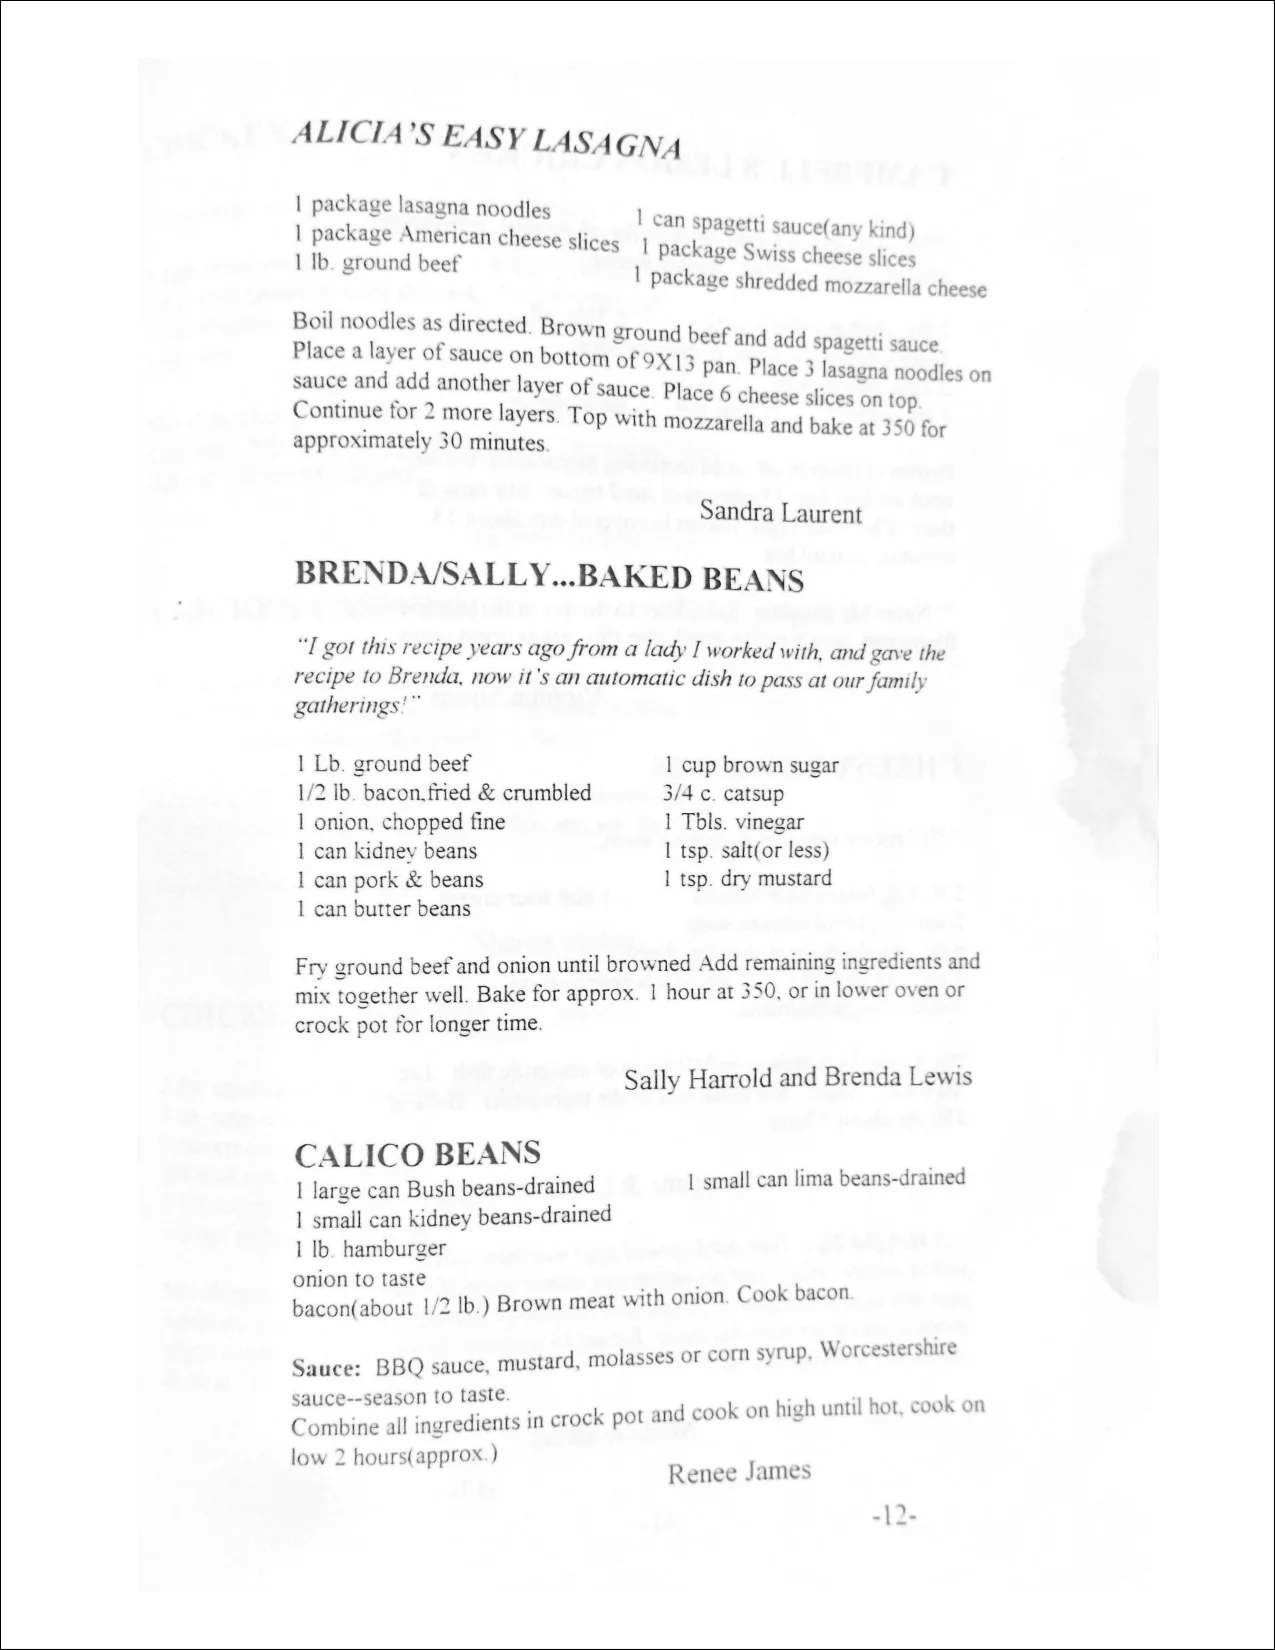 ALICIA'S EASY LASAGNA
1 package lasagna noodles
1 package American cheese slices
1 lb. ground beef
1 can spagetti sauce(any kind)
1 package Swiss cheese slices
1 package shredded mozzarella cheese
Boil noodles as directed. Brown ground beef and add spagetti sauce.
Place a layer of sauce on bottom of 9X13 pan. Place 3 lasagna noodles on
sauce and add another layer of sauce. Place 6 cheese slices on top.
Continue for 2 more layers. Top with mozzarella and bake at 350 for
approximately 30 minutes.
Sandra Laurent
BRENDA/SALLY...BAKED BEANS
"I got this recipe years ago from a lady I worked with, and gave the
recipe to Brenda, now it's an automatic dish to pass at our family
gatherings!"
1 Lb. ground beef
1/2 lb. bacon,fried & crumbled
1 onion, chopped fine
1 can kidney beans
1 can pork & beans
1 can butter beans
1 cup brown sugar
3/4 c. catsup
1 Tbls. vinegar
1 tsp. salt(or less)
1 tsp. dry mustard
Fry ground beef and onion until browned Add remaining ingredients and
mix together well. Bake for approx. 1 hour at 350, or in lower oven or
crock pot for longer time.
Sally Harrold and Brenda Lewis
CALICO BEANS
1 large can Bush beans-drained 1 small can lima beans-drained
1 small can kidney beans-drained
1 lb. hamburger
onion to taste
bacon(about 1/2 lb.) Brown meat with onion. Cook bacon.
Sauce: BBQ sauce, mustard, molasses or corn syrup, Worcestershire
sauce--season to taste.
Combine all ingredients in crock pot and cook on high until hot, cook on
low 2 hours(approx.)
Renee James
-12-